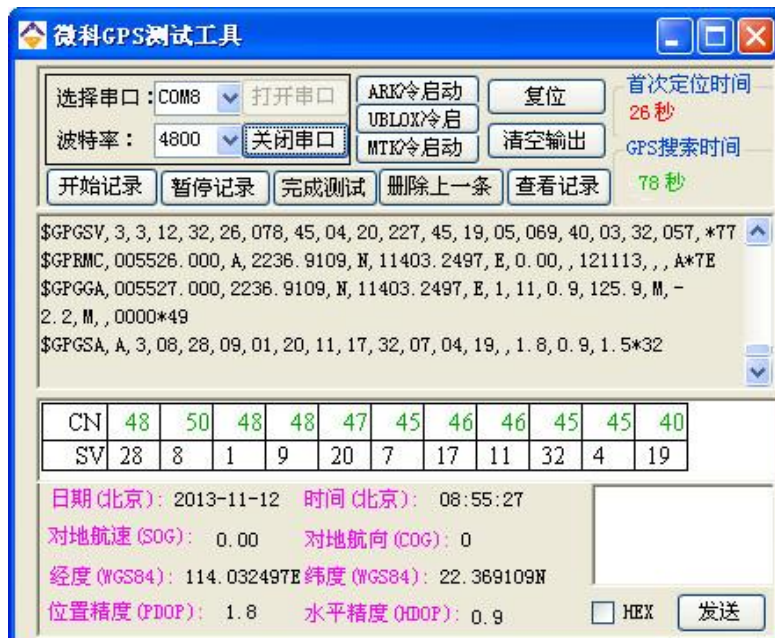 微科GPS测试工具
选择串口:COM8 打开串口 ARK冷启动 复位 首次定位时间
26 秒
波特率: 4800 关闭串口 UBLOX冷启 清空输出
MTK冷启动 GPS搜索时间
开始记录 暂停记录 完成测试 删除上一条 查看记录 78 秒
$GPGSV, 3, 3, 12, 32, 26, 078, 45, 04, 20, 227, 45, 19, 05, 069, 40, 03, 32, 057, *77
$GPRMC, 005526.000, A, 2236.9109, N, 11403.2497, E, 0.00, , 121113, , , A*7E
$GPGGA, 005527.000, 2236.9109, N, 11403.2497, E, 1, 11, 0.9, 125.9, M, -
2.2, M, , 0000*49
$GPGSA, A, 3, 08, 28, 09, 01, 20, 11, 17, 32, 07, 04, 19, , 1.8, 0.9, 1.5*32
CN 48 50 48 48 47 45 46 46 45 45 40
SV 28 8 1 9 20 7 17 11 32 4 19
日期(北京): 2013-11-12 时间(北京): 08:55:27
对地航速(SOG): 0.00 对地航向(COG): 0
经度(WGS84): 114.032497E 纬度(WGS84): 22.369109N
位置精度(PDOP): 1.8 水平精度(HDOP): 0.9 HEX 发送